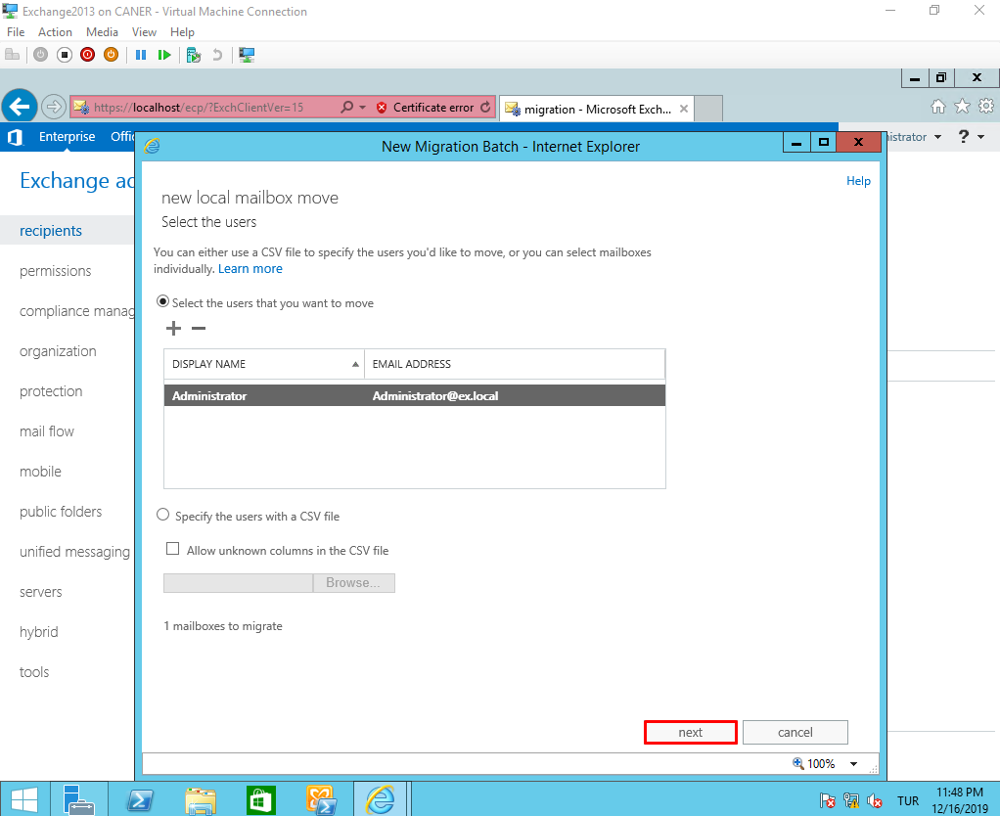 Exchange2013 on CANER - Virtual Machine Connection
File Action Media View Help
https://localhost/ecp/?ExchClientVer=15 Certificate error migration - Microsoft Exch...
Enterprise Offic istrator ?
New Migration Batch - Internet Explorer
Exchange ad
Help
new local mailbox move
Select the users
You can either use a CSV file to specify the users you'd like to move, or you can select mailboxes
individually. Learn more
Select the users that you want to move
DISPLAY NAME EMAIL ADDRESS
Administrator Administrator@ex.local
Specify the users with a CSV file
Allow unknown columns in the CSV file
Browse...
1 mailboxes to migrate
next cancel
100%
recipients
permissions
compliance manag
organization
protection
mail flow
mobile
public folders
unified messaging
servers
hybrid
tools
TUR
11:48 PM
12/16/2019